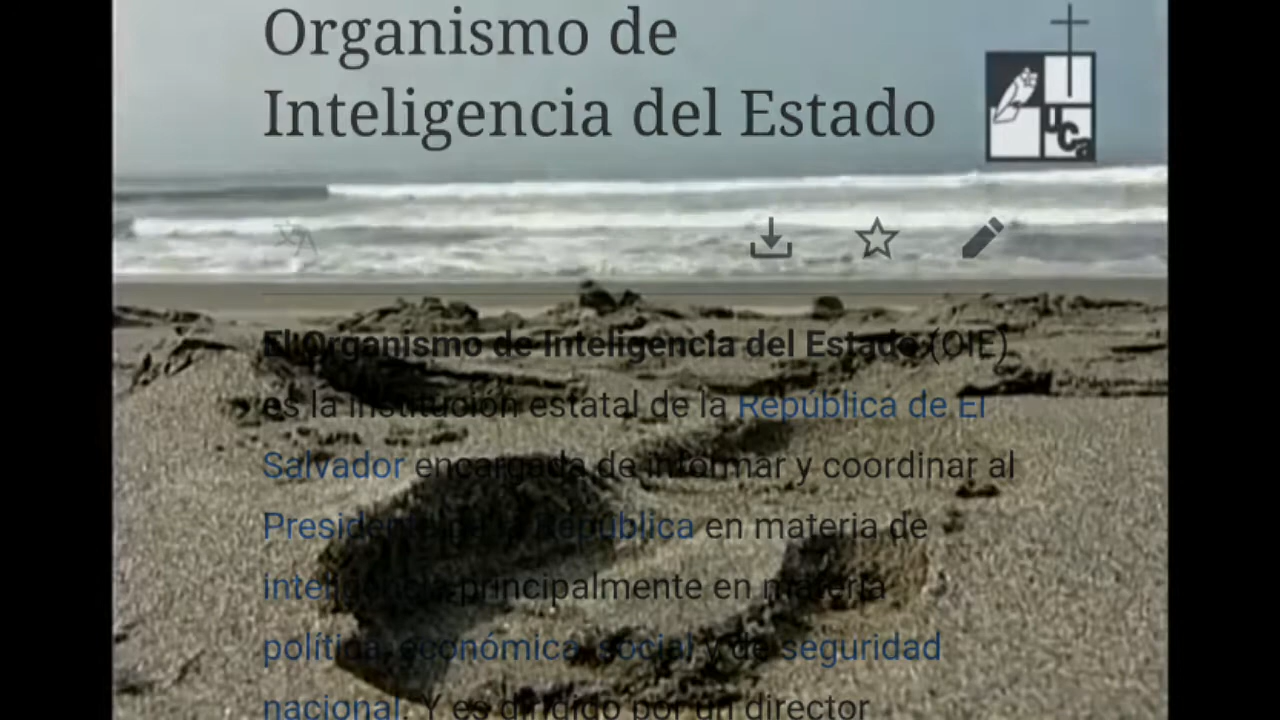 Organismo de
Inteligencia del Estado
uca
El Organismo de Inteligencia del Estado (OIE)
es la institución estatal de la República de El
Salvador encargada de informar y coordinar al
Presidente de la República en materia de
inteligencia principalmente en materia
política, económica, social y de seguridad
nacional. Y es dirigido por un director